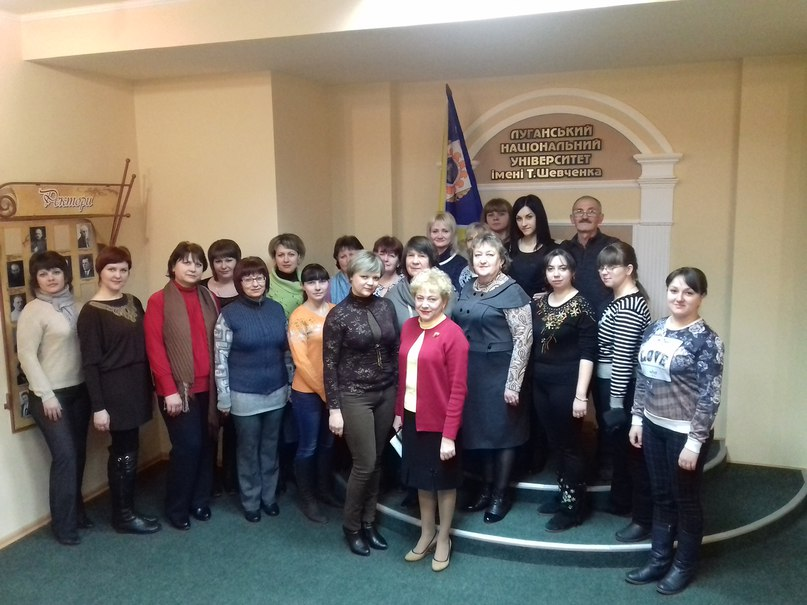 Ректори
ЛУГАНСЬКИЙ
НАЦІОНАЛЬНИЙ
УНІВЕРСИТЕТ
імені Т.Шевченка
LOVE